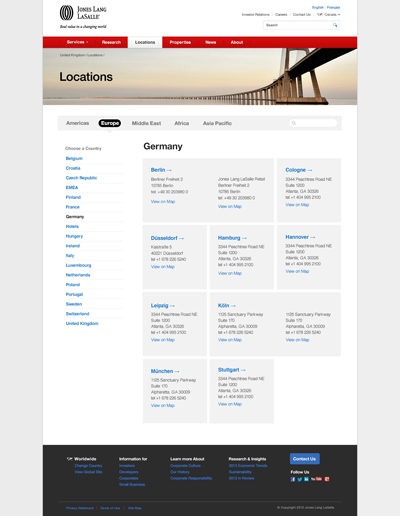 English Français
JONES LANG
LASALLE®
Real value in a changing world
Investor Relations | Careers | Contact Us Canada
Search
Services Research Locations Properties News About
United Kingdom / Locations /
Locations
Americas Europe Middle East Africa Asia Pacific
Choose a Country
Belgium
Croatia
Czech Republic
EMEA
Finland
France
Germany
Hotels
Hungary
Ireland
Italy
Luxembourg
Netherlands
Poland
Portugal
Sweden
Switzerland
United Kingdom
Germany
Berlin →
Berliner Freiheit 2
10785 Berlin
tel: +49 30 203980 0
View on Map
Jones Lang LaSalle Retail
Berliner Freiheit 2
10785 Berlin
tel: +49 30 203980 0
View on Map
Cologne →
3344 Peachtree Road NE
Suite 1200
Atlanta, GA 30326
tel +1 404 995 2100
View on Map
Düsseldorf →
40221 Düsseldorf
tel +1 678 226 5240
View on Map
Hamburg →
3344 Peachtree Road NE
Suite 1200
Atlanta, GA 30326
tel +1 404 995 2100
View on Map
Hannover →
3344 Peachtree Road NE
Suite 1200
Atlanta, GA 30326
tel +1 404 995 2100
View on Map
Leipzig →
3344 Peachtree Road NE
Suite 1200
Atlanta, GA 30326
tel +1 404 995 2100
View on Map
Köln →
1125 Sanctuary Parkway
Suite 170
Alpharetta, GA 30009
tel +1 678 226 5240
View on Map
1125 Sanctuary Parkway
Suite 170
Alpharetta, GA 30009
tel +1 678 226 5240
View on Map
München →
1125 Sanctuary Parkway
Suite 170
Alpharetta, GA 30009
tel +1 678 226 5240
View on Map
Stuttgart →
3344 Peachtree Road NE
Suite 1200
Atlanta, GA 30326
tel +1 404 995 2100
View on Map
Worldwide
Change Country
View Global Site
Information for
Investors
Developers
Corporates
Small Business
Learn more About
Corporate Culture
Our History
Corporate Responsibility
Research & Insights
2013 Economic Trends
Sustainability
2012 in Review
Contact Us
Follow Us
Privacy Statement | Terms of Use | Site Map
© Copyright 2013 Jones Lang LaSalle